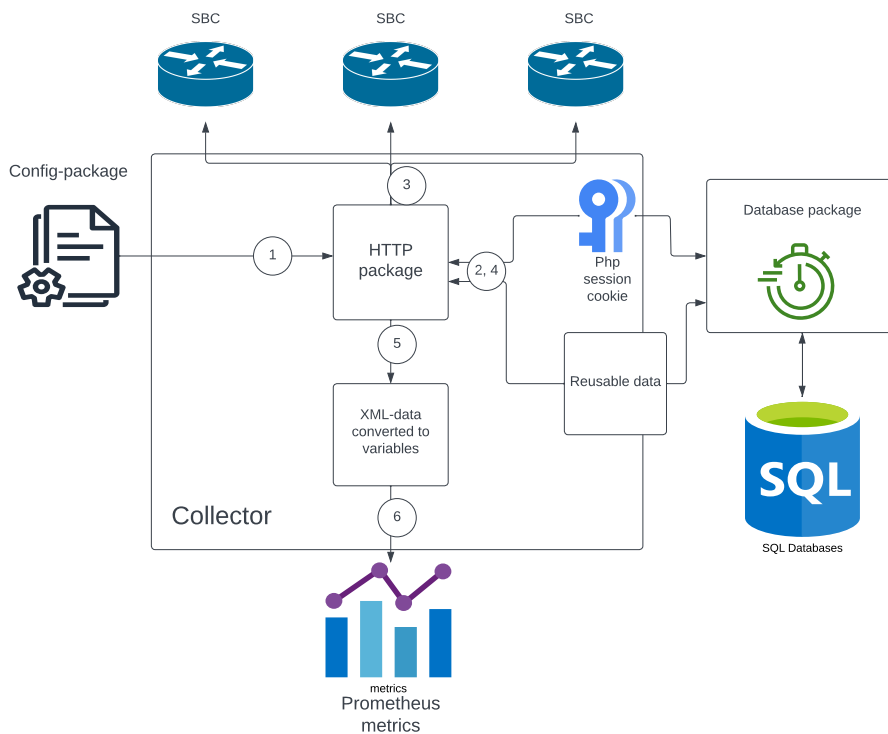 SBC
SBC
SBC
Config-package
3
Database package
1
HTTP
package
2, 4
Php
session
cookie
5
Reusable data
XML-data
converted to
variables
SQL
Collector
6
SQL Databases
metrics
Prometheus
metrics